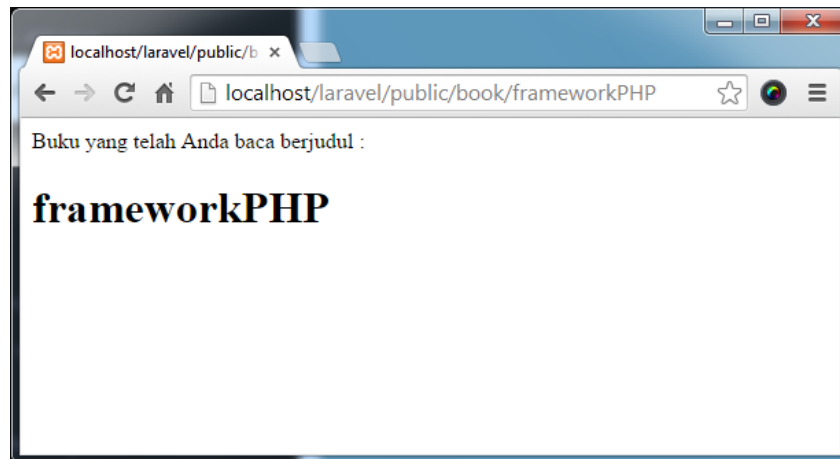 localhost/laravel/public/b
localhost/laravel/public/book/frameworkPHP
Buku yang telah Anda baca berjudul :
frameworkPHP